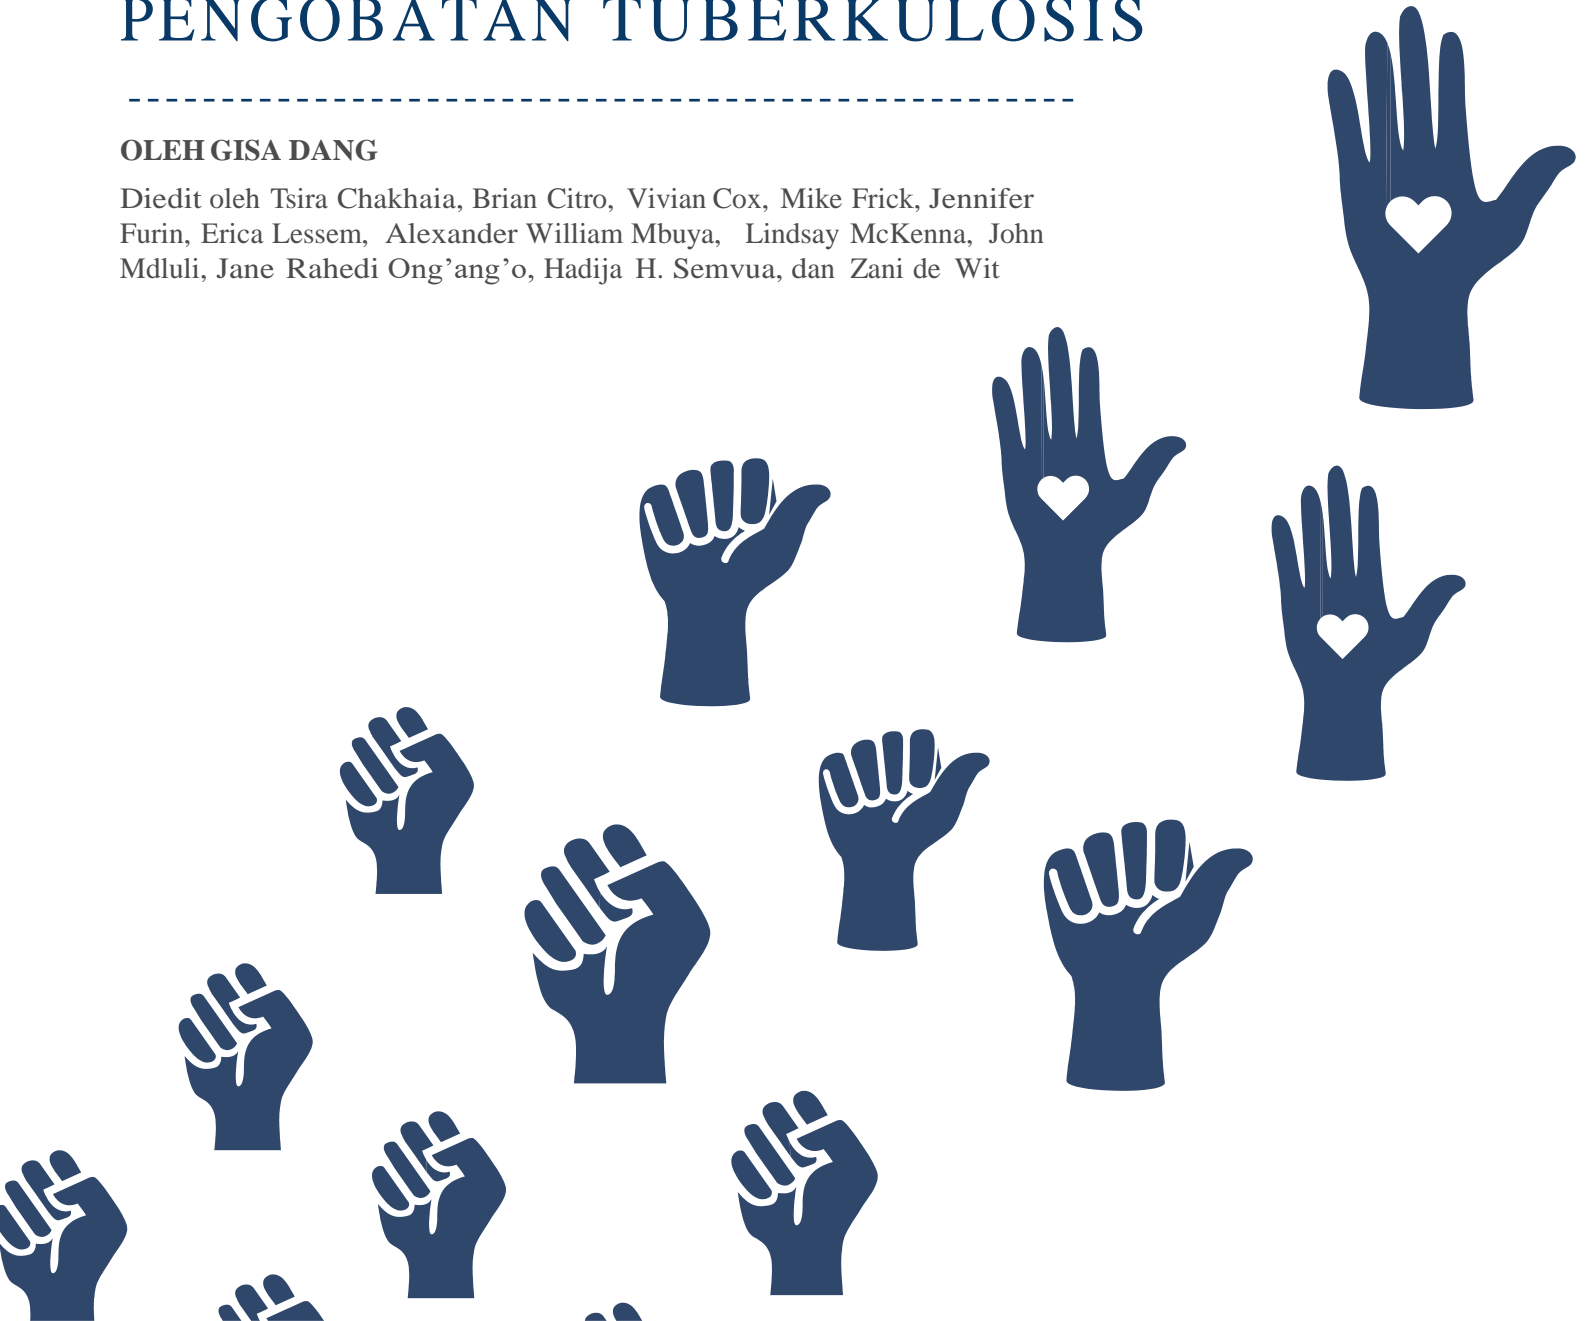 PENGOBATAN TUBERKULOSIS
OLEH GISA DANG
Diedit oleh Tsira Chakhaia, Brian Citro, Vivian Cox, Mike Frick, Jennifer
Furin, Erica Lessem, Alexander William Mbuya, Lindsay McKenna, John
Mdluli, Jane Rahedi Ong’ang’o, Hadija H. Semvua, dan Zani de Wit